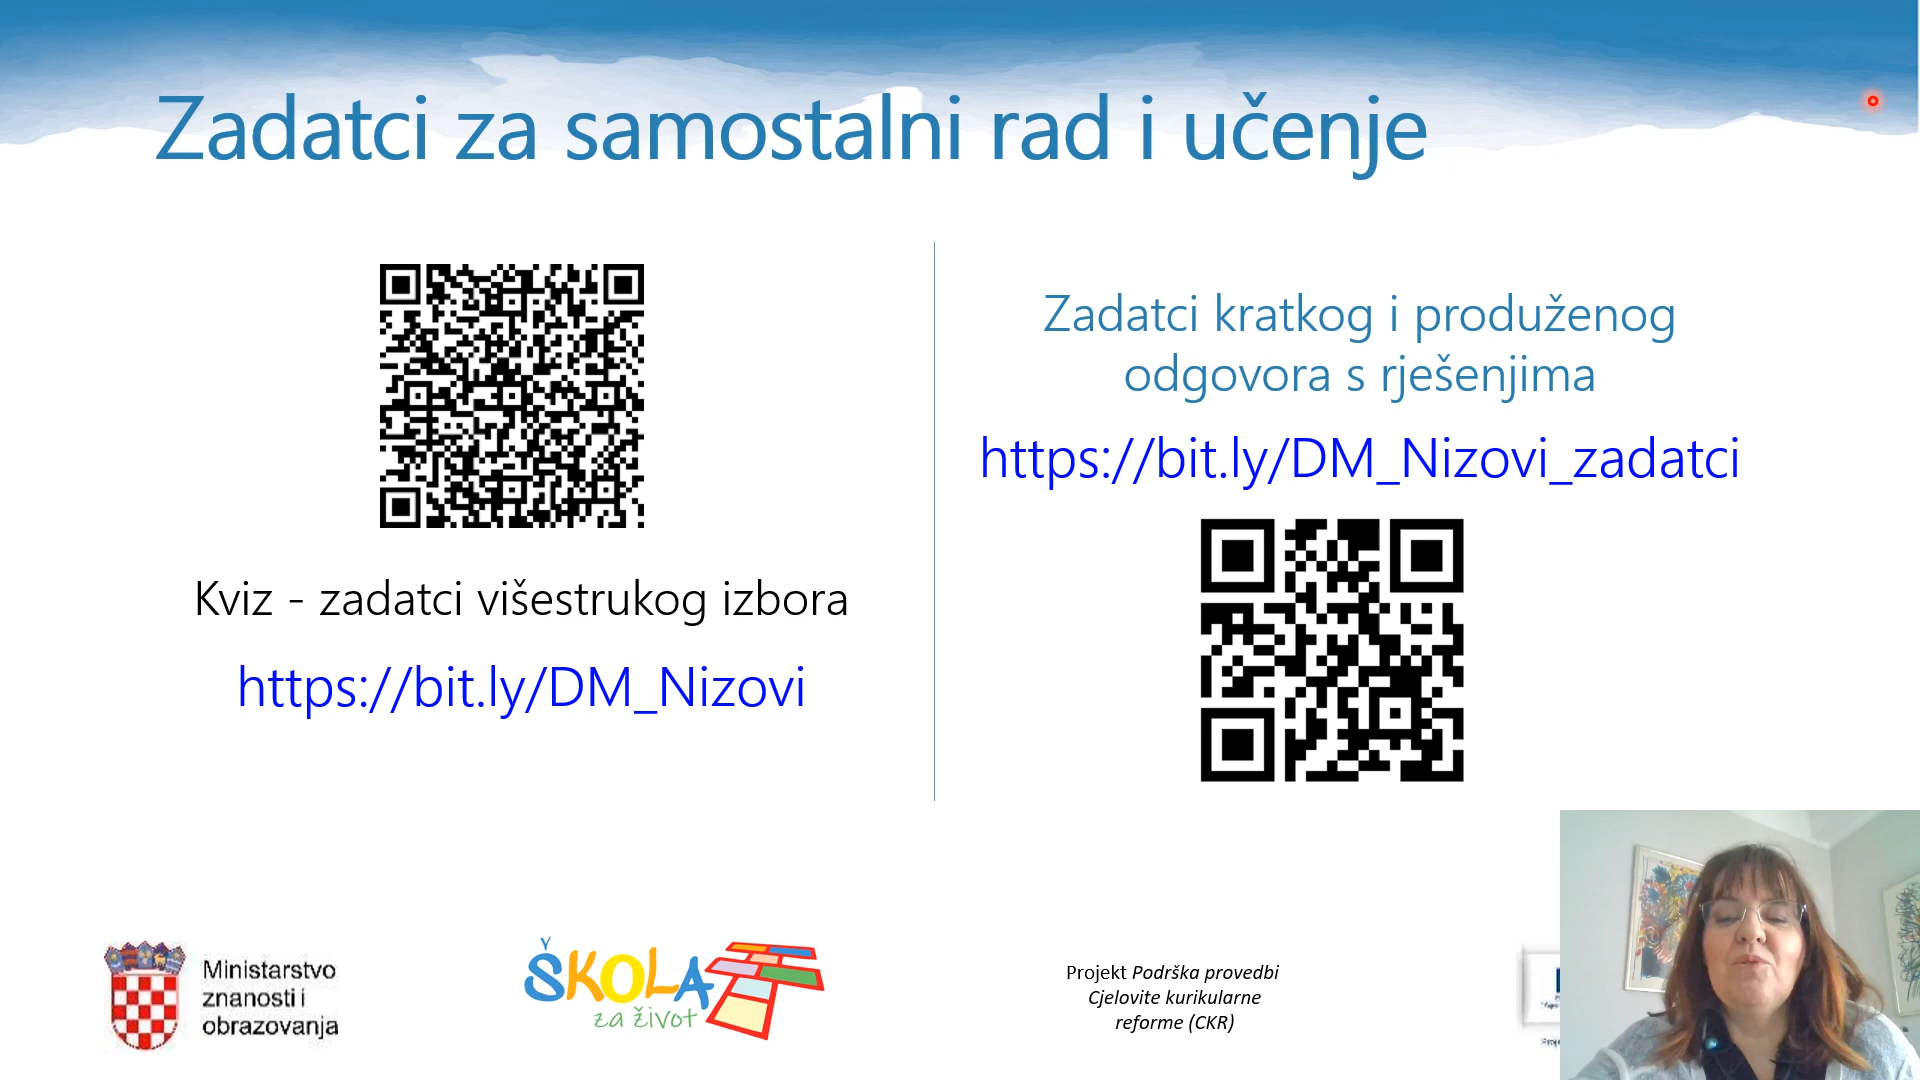 Zadatci za samostalni rad i učenje
Kviz - zadatci višestrukog izbora
https://bit.ly/DM_Nizovi
Zadatci kratkog i produženog
odgovora s rješenjima
https://bit.ly/DM_Nizovi_zadatci
Ministarstvo
znanosti i
obrazovanja
ŠKOLA
za život
Projekt Podrška provedbi
Cjelovite kurikularne
reforme (CKR)